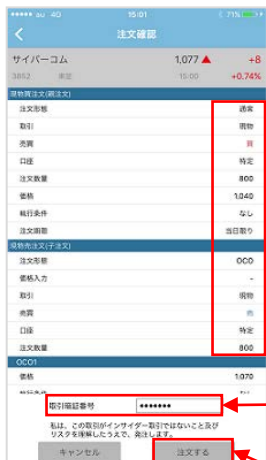 au 4G 15:01 71%
注文確認
サイバーコム 1,077 ▲ +8
3852 東証 15:00 +0.74%
現物買注文(親注文)
注文形態 通常
取引 現物
売買 買
口座 特定
注文数量 800
価格 1,040
執行条件 なし
注文期間 当日限り
現物売注文(子注文)
注文形態 OCO
価格入力 -
取引 現物
売買 売
口座 特定
注文数量 800
OCO1
価格 1,070
取引暗証番号 •••••••
私は、この取引がインサイダー取引ではないこと及び
リスクを理解したうえで、発注します。
キャンセル 注文する